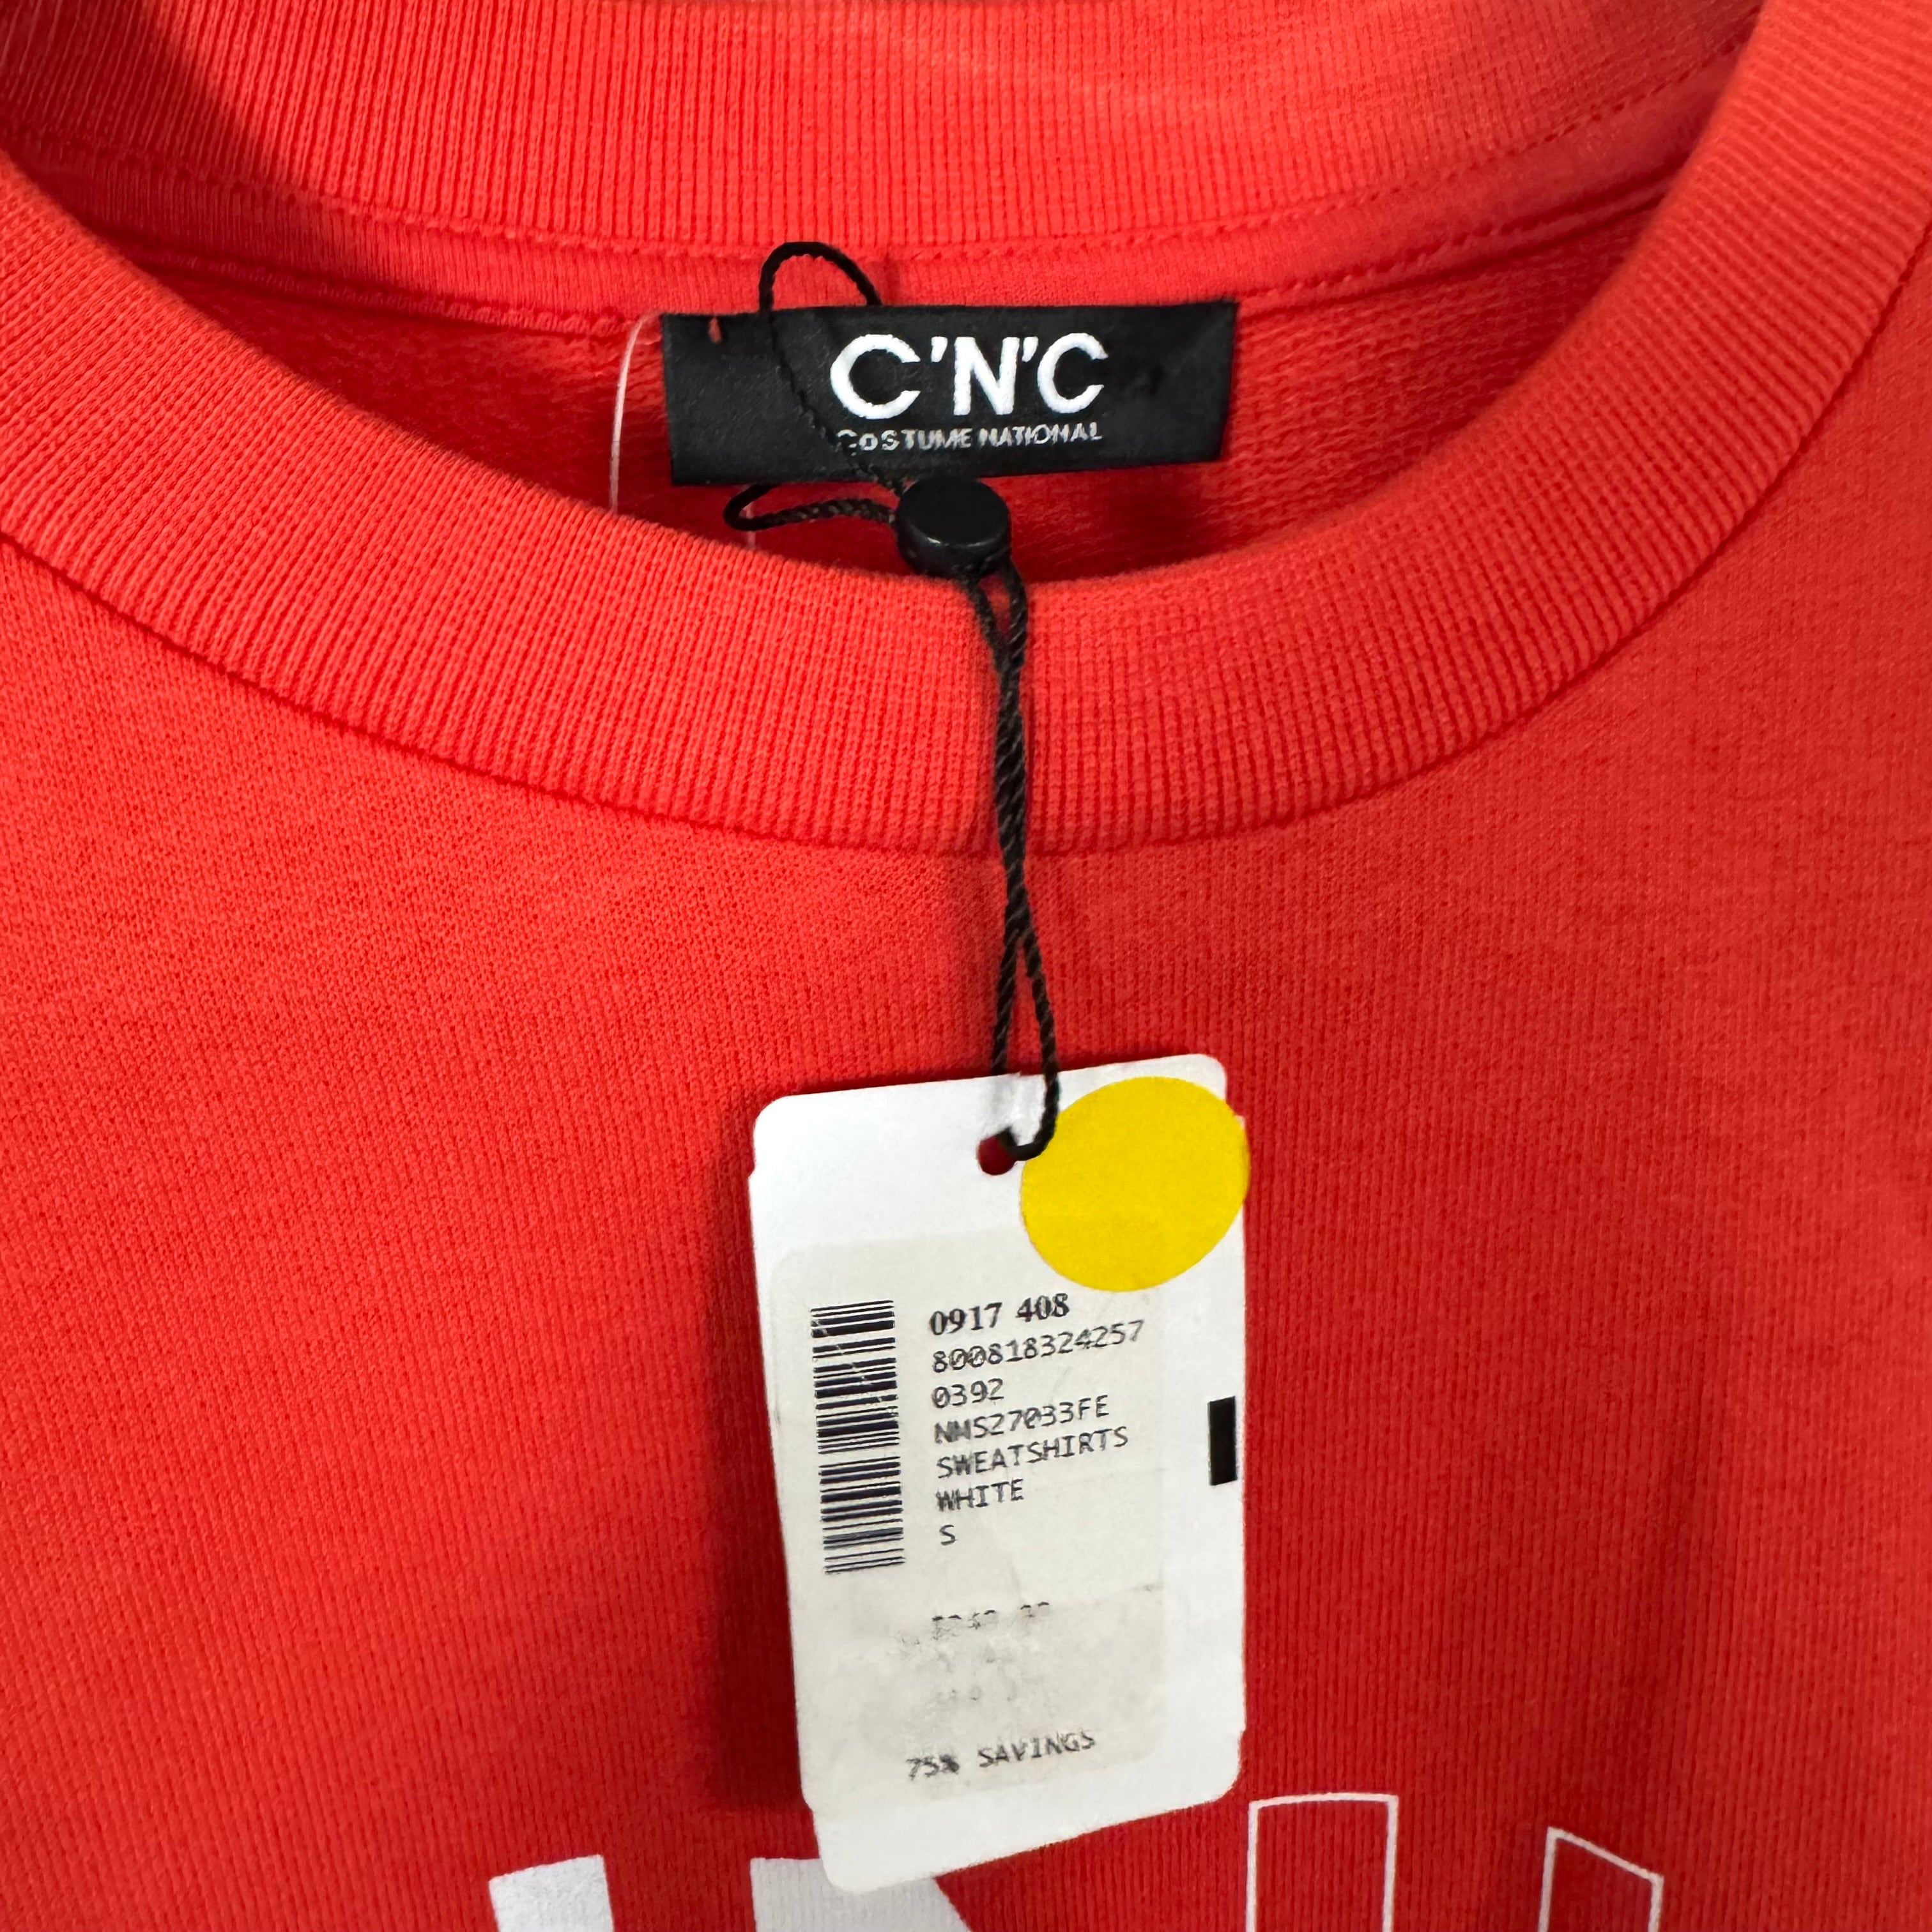 C'N'C
COSTUME NATIONAL
0917 408
800818324257
0392
NMS27033FE
SWEATSHIRTS
WHITE
S
75% SAVINGS